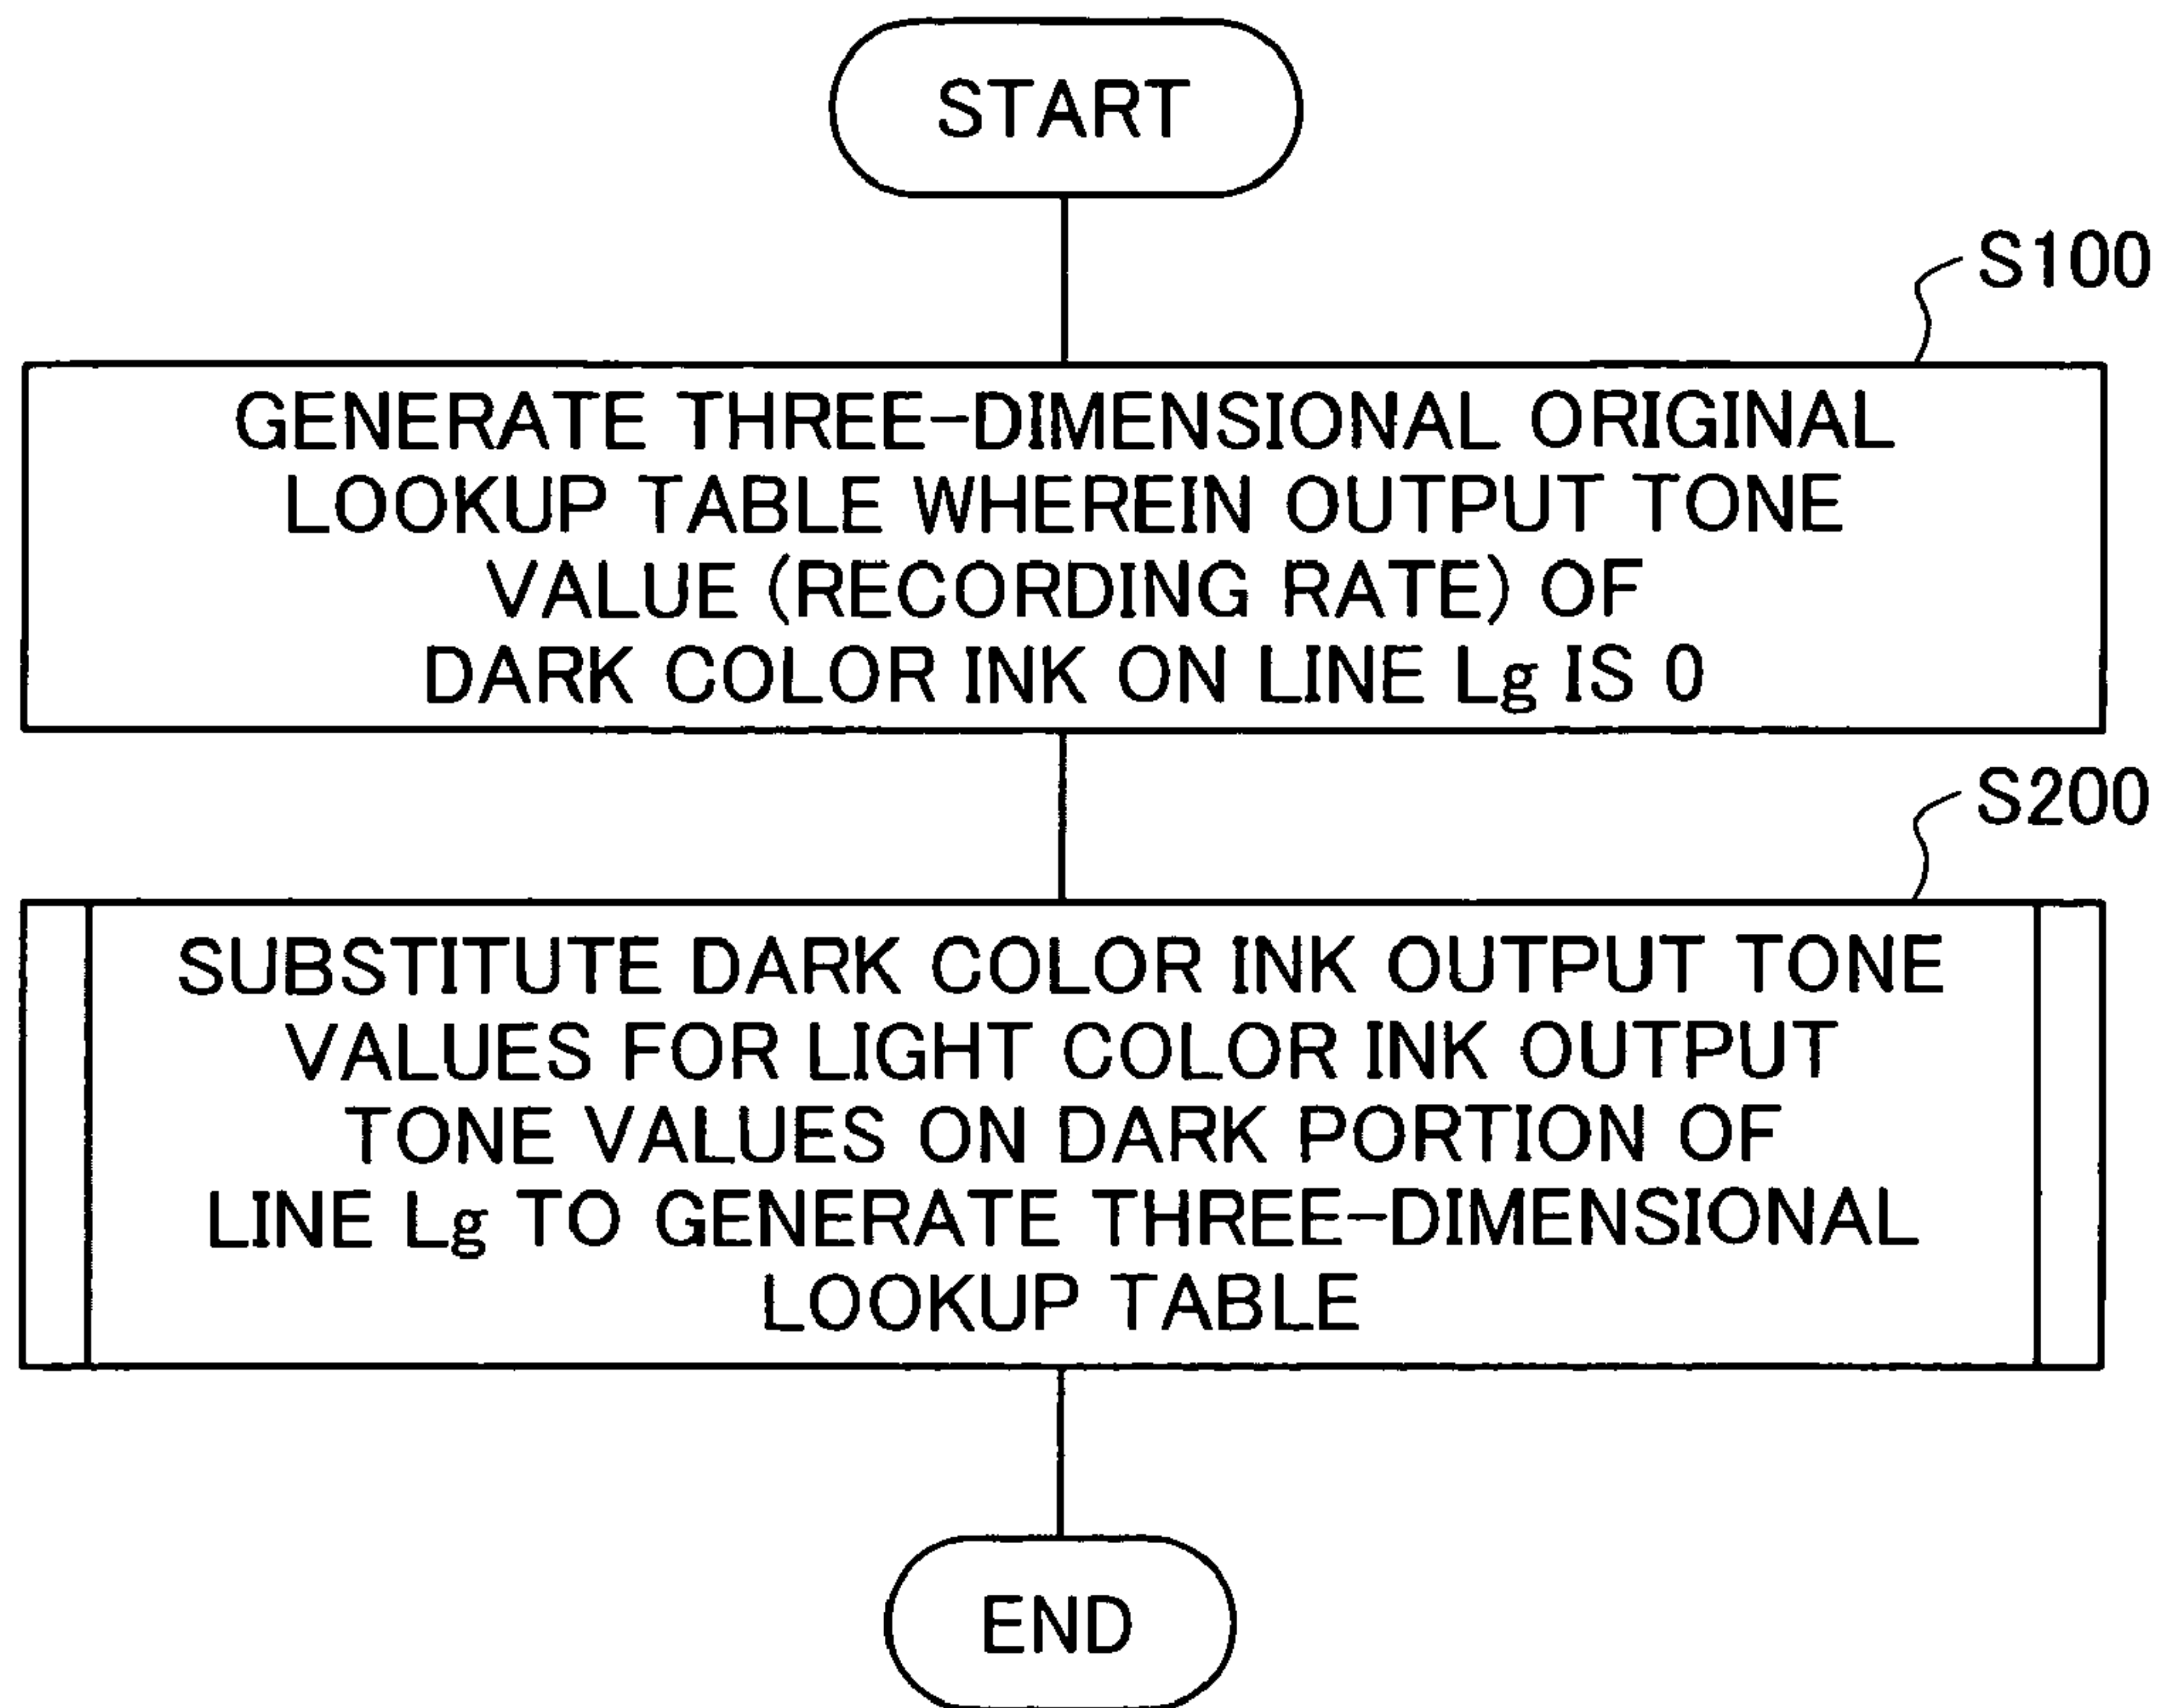 START
S100
GENERATE THREE-DIMENSIONAL ORIGINAL
LOOKUP TABLE WHEREIN OUTPUT TONE
VALUE (RECORDING RATE) OF
DARK COLOR INK ON LINE Lg IS 0
S200
SUBSTITUTE DARK COLOR INK OUTPUT TONE
VALUES FOR LIGHT COLOR INK OUTPUT
TONE VALUES ON DARK PORTION OF
LINE Lg TO GENERATE THREE-DIMENSIONAL
LOOKUP TABLE
END